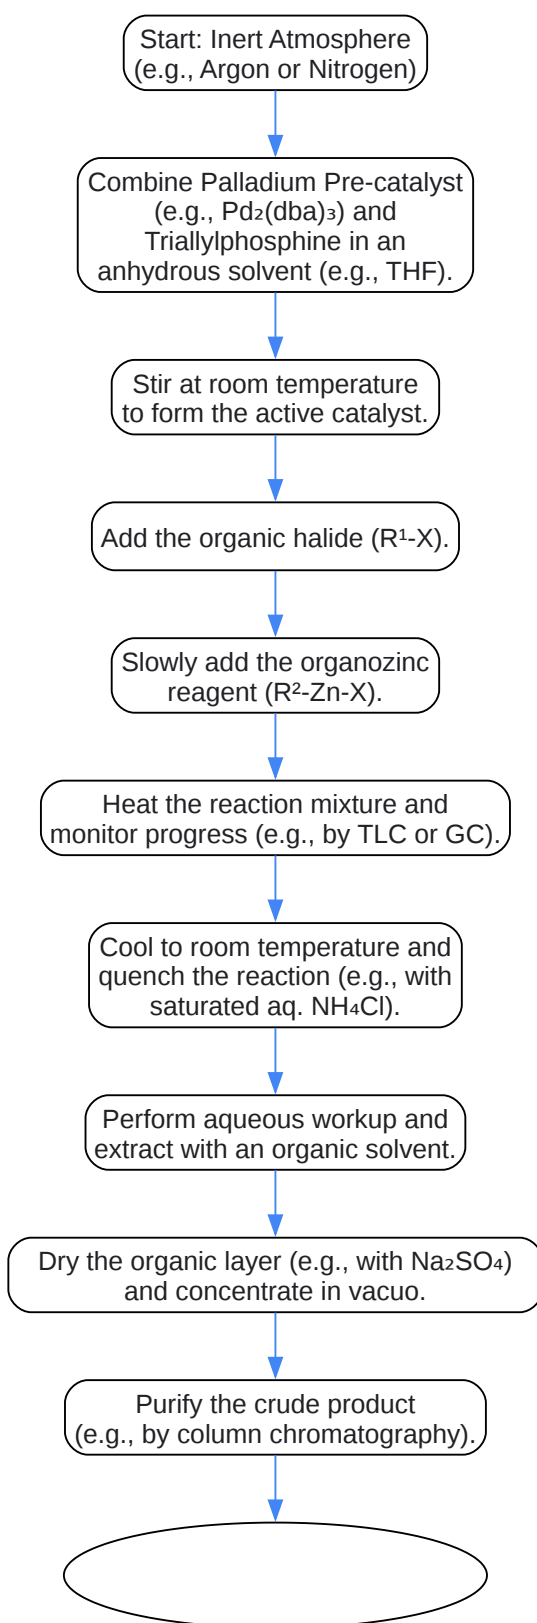 Start: Inert Atmosphere
(e.g., Argon or Nitrogen)
Combine Palladium Pre-catalyst
(e.g., Pd₂(dba)₃) and
Triallylphosphine in an
anhydrous solvent (e.g., THF).
Stir at room temperature
to form the active catalyst.
Add the organic halide (R¹-X).
Slowly add the organozinc
reagent (R²-Zn-X).
Heat the reaction mixture and
monitor progress (e.g., by TLC or GC).
Cool to room temperature and
quench the reaction (e.g., with
saturated aq. NH₄Cl).
Perform aqueous workup and
extract with an organic solvent.
Dry the organic layer (e.g., with Na₂SO₄)
and concentrate in vacuo.
Purify the crude product
(e.g., by column chromatography).